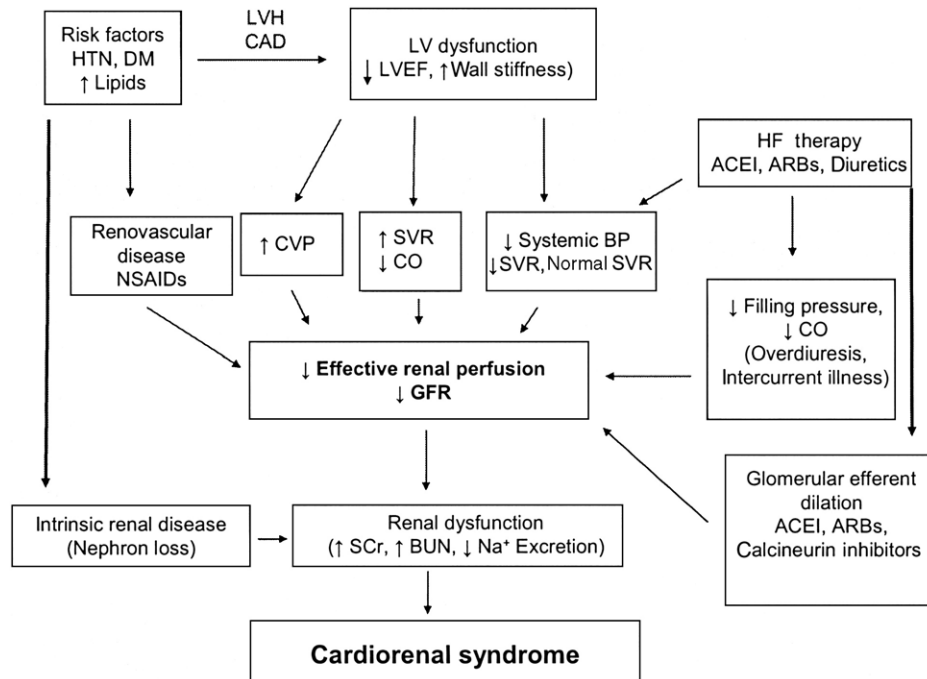 Risk factors
HTN, DM
↑ Lipids
LVH
CAD
LV dysfunction
↓ LVEF, ↑Wall stiffness)
HF therapy
ACEI, ARBs, Diuretics
Renovascular
disease
NSAIDs
↑ CVP
↑ SVR
↓ CO
↓ Systemic BP
↓SVR, Normal SVR
↓ Filling pressure,
↓ CO
(Overdiuresis,
Intercurrent illness)
↓ Effective renal perfusion
↓ GFR
Glomerular efferent
dilation
ACEI, ARBs,
Calcineurin inhibitors
Intrinsic renal disease
(Nephron loss)
Renal dysfunction
(↑ SCr, ↑ BUN, ↓ Na⁺ Excretion)
Cardiorenal syndrome